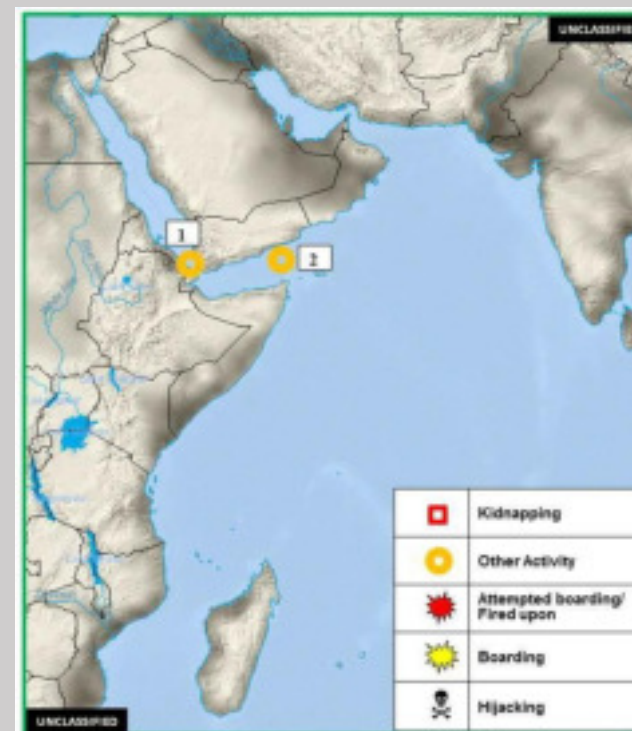 UNCLASSIFIED
1
2
Kidnapping
Other Activity
Attempted boarding/
Fired upon
Boarding
Hijacking
UNCLASSIFIED